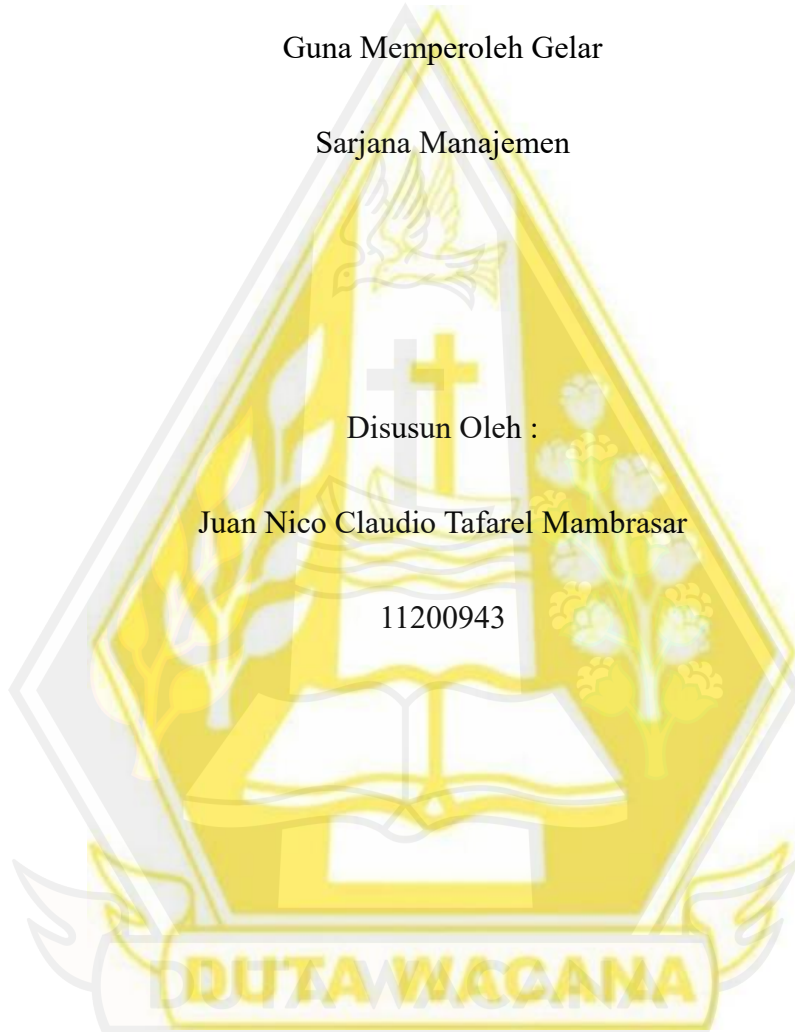 Guna Memperoleh Gelar
Sarjana Manajemen
Disusun Oleh :
Juan Nico Claudio Tafarel Mambrasar
11200943
DUTA WACANA